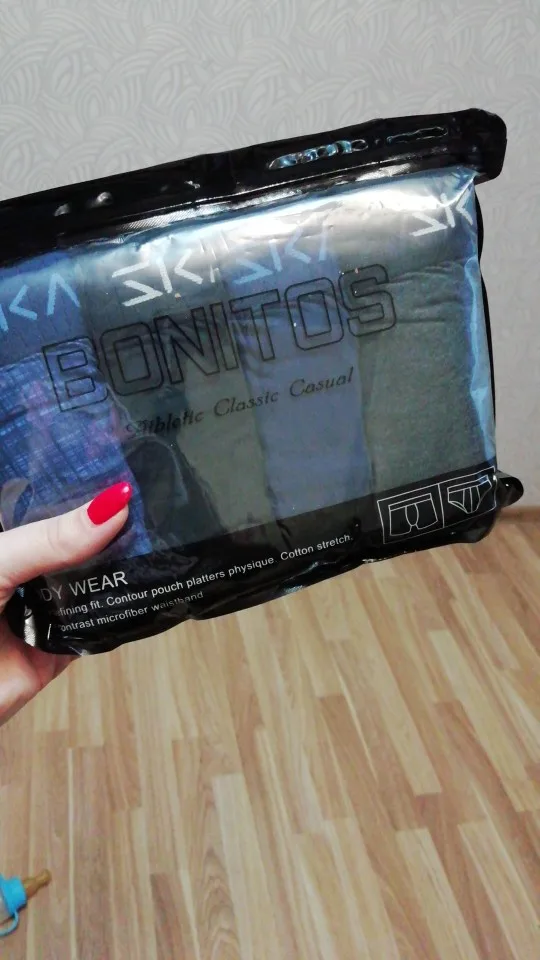 BONITOS
Athletic Classic Casual
DY WEAR
efining fit. Contour pouch platters physique. Cotton stretch.
ontrast microfiber waistband